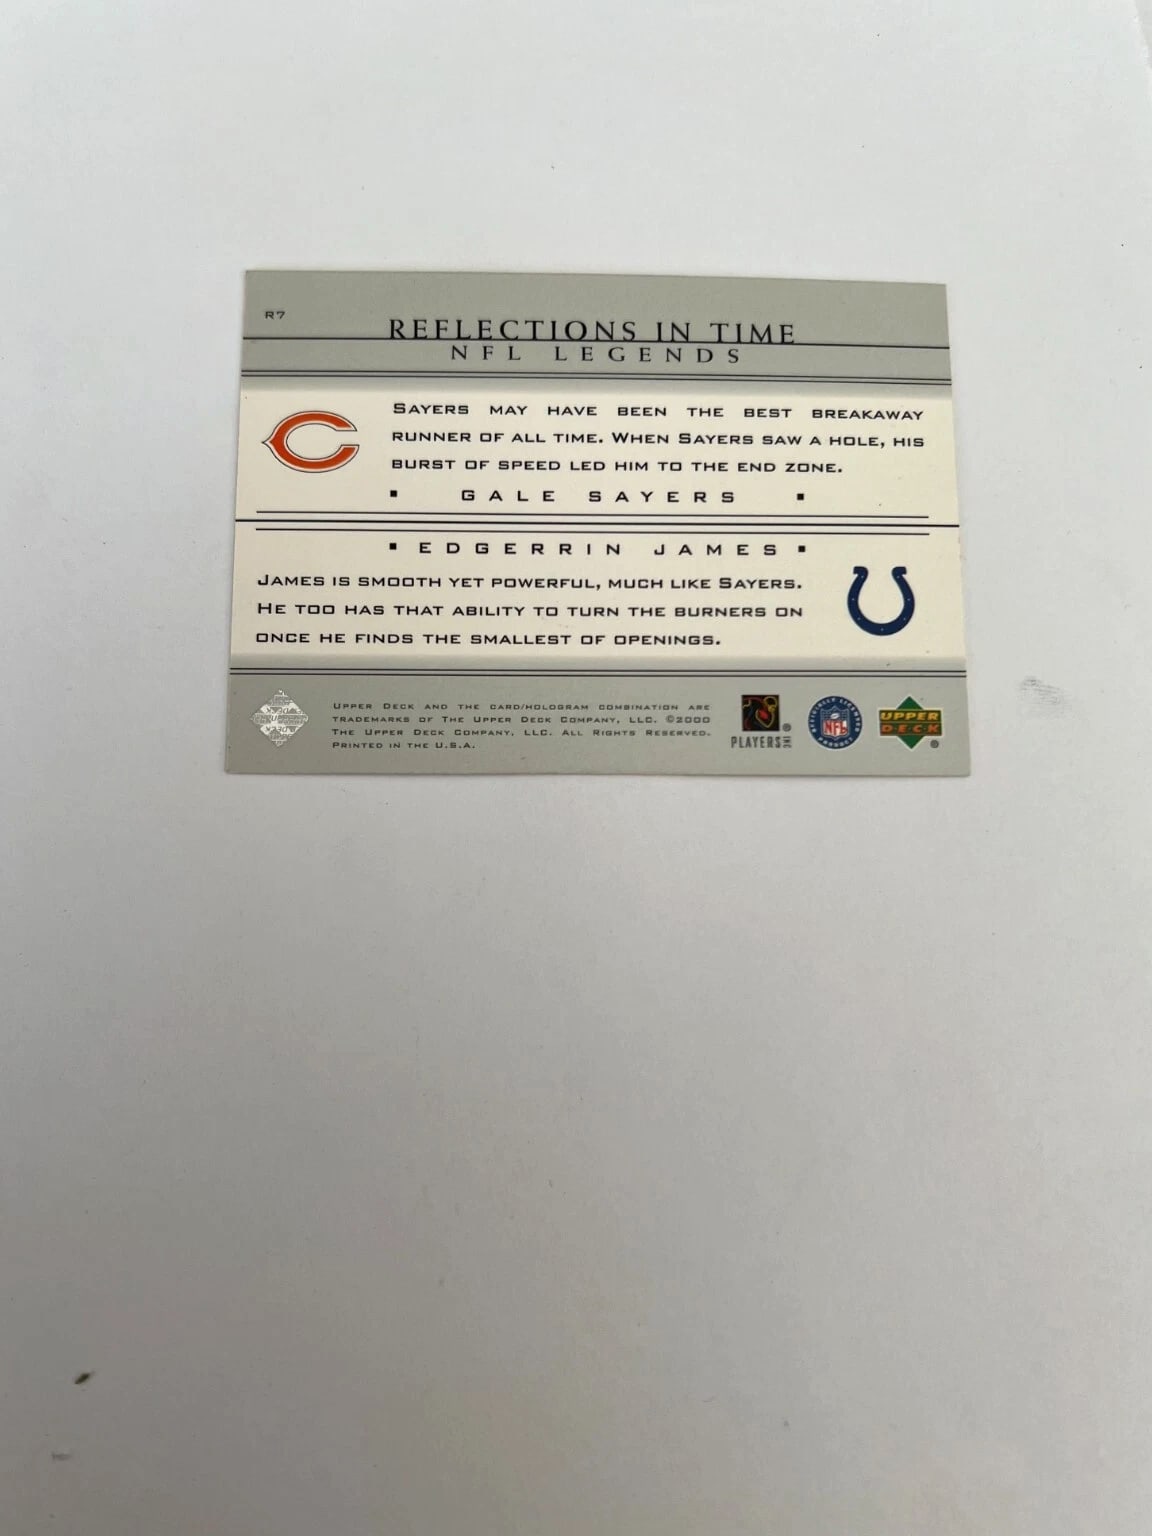 R7
REFLECTIONS IN TIME
NFL LEGENDS
SAYERS MAY HAVE BEEN THE BEST BREAKAWAY
RUNNER OF ALL TIME. WHEN SAYERS SAW A HOLE, HIS
BURST OF SPEED LED HIM TO THE END ZONE.
▪ GALE SAYERS ▪
▪ EDGERRIN JAMES ▪
JAMES IS SMOOTH YET POWERFUL, MUCH LIKE SAYERS.
HE TOO HAS THAT ABILITY TO TURN THE BURNERS ON
ONCE HE FINDS THE SMALLEST OF OPENINGS.
UPPER DECK AND THE CARD/HOLOGRAM COMBINATION ARE
TRADEMARKS OF THE UPPER DECK COMPANY, LLC. ©2000
THE UPPER DECK COMPANY, LLC. ALL RIGHTS RESERVED.
PRINTED IN THE U.S.A.
PLAYERS INC ®
OFFICIALLY LICENSED PRODUCT
NFL
UPPER
DECK
®